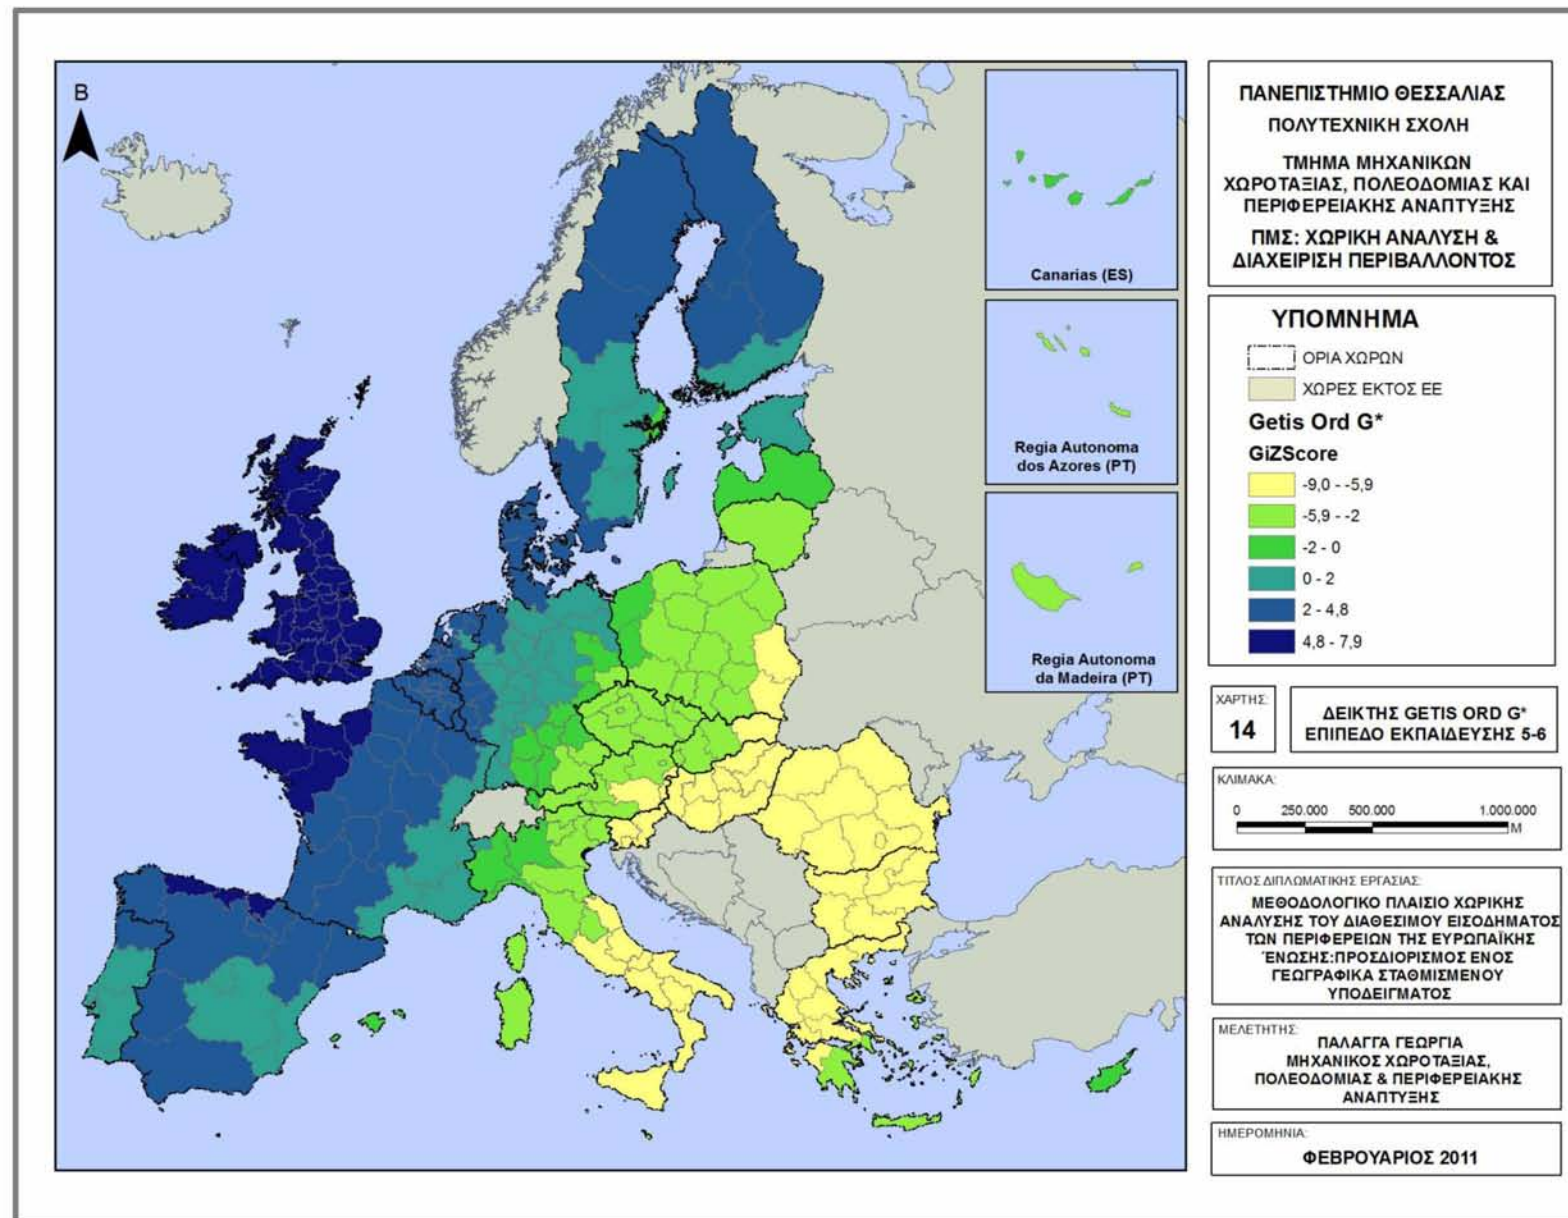 B
Canarias (ES)
Regia Autonoma
dos Azores (PT)
Regia Autonoma
da Madeira (PT)
ΠΑΝΕΠΙΣΤΗΜΙΟ ΘΕΣΣΑΛΙΑΣ
ΠΟΛΥΤΕΧΝΙΚΗ ΣΧΟΛΗ
ΤΜΗΜΑ ΜΗΧΑΝΙΚΩΝ
ΧΩΡΟΤΑΞΙΑΣ, ΠΟΛΕΟΔΟΜΙΑΣ ΚΑΙ
ΠΕΡΙΦΕΡΕΙΑΚΗΣ ΑΝΑΠΤΥΞΗΣ
ΠΜΣ: ΧΩΡΙΚΗ ΑΝΑΛΥΣΗ &
ΔΙΑΧΕΙΡΙΣΗ ΠΕΡΙΒΑΛΛΟΝΤΟΣ
ΥΠΟΜΝΗΜΑ
ΟΡΙΑ ΧΩΡΩΝ
ΧΩΡΕΣ ΕΚΤΟΣ ΕΕ
Getis Ord G*
GiZScore
-9,0 - -5,9
-5,9 - -2
-2 - 0
0 - 2
2 - 4,8
4,8 - 7,9
ΧΑΡΤΗΣ:
14
ΔΕΙΚΤΗΣ GETIS ORD G*
ΕΠΙΠΕΔΟ ΕΚΠΑΙΔΕΥΣΗΣ 5-6
ΚΛΙΜΑΚΑ:
0 250.000 500.000 1.000.000
M
ΤΙΤΛΟΣ ΔΙΠΛΩΜΑΤΙΚΗΣ ΕΡΓΑΣΙΑΣ:
ΜΕΘΟΔΟΛΟΓΙΚΟ ΠΛΑΙΣΙΟ ΧΩΡΙΚΗΣ
ΑΝΑΛΥΣΗΣ ΤΟΥ ΔΙΑΘΕΣΙΜΟΥ ΕΙΣΟΔΗΜΑΤΟΣ
ΤΩΝ ΠΕΡΙΦΕΡΕΙΩΝ ΤΗΣ ΕΥΡΩΠΑΪΚΗΣ
ΈΝΩΣΗΣ:ΠΡΟΣΔΙΟΡΙΣΜΟΣ ΕΝΟΣ
ΓΕΩΓΡΑΦΙΚΑ ΣΤΑΘΜΙΣΜΕΝΟΥ
ΥΠΟΔΕΙΓΜΑΤΟΣ
ΜΕΛΕΤΗΤΗΣ:
ΠΑΛΑΓΓΑ ΓΕΩΡΓΙΑ
ΜΗΧΑΝΙΚΟΣ ΧΩΡΟΤΑΞΙΑΣ,
ΠΟΛΕΟΔΟΜΙΑΣ & ΠΕΡΙΦΕΡΕΙΑΚΗΣ
ΑΝΑΠΤΥΞΗΣ
ΗΜΕΡΟΜΗΝΙΑ:
ΦΕΒΡΟΥΑΡΙΟΣ 2011